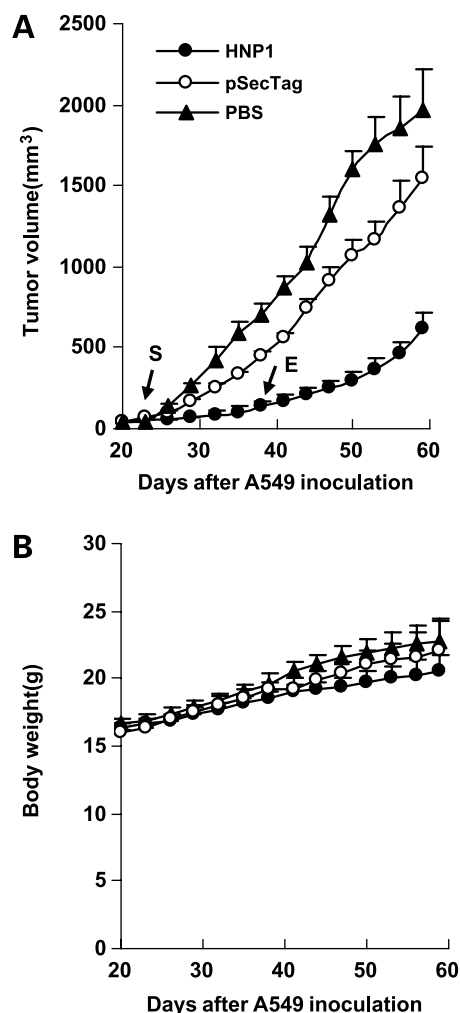 A
2500
2000
1500
1000
500
0
Tumor volume(mm³)
HNP1
pSecTag
PBS
S
E
20 30 40 50 60
Days after A549 inoculation
B
30
25
20
15
10
5
0
Body weight(g)
20 30 40 50 60
Days after A549 inoculation